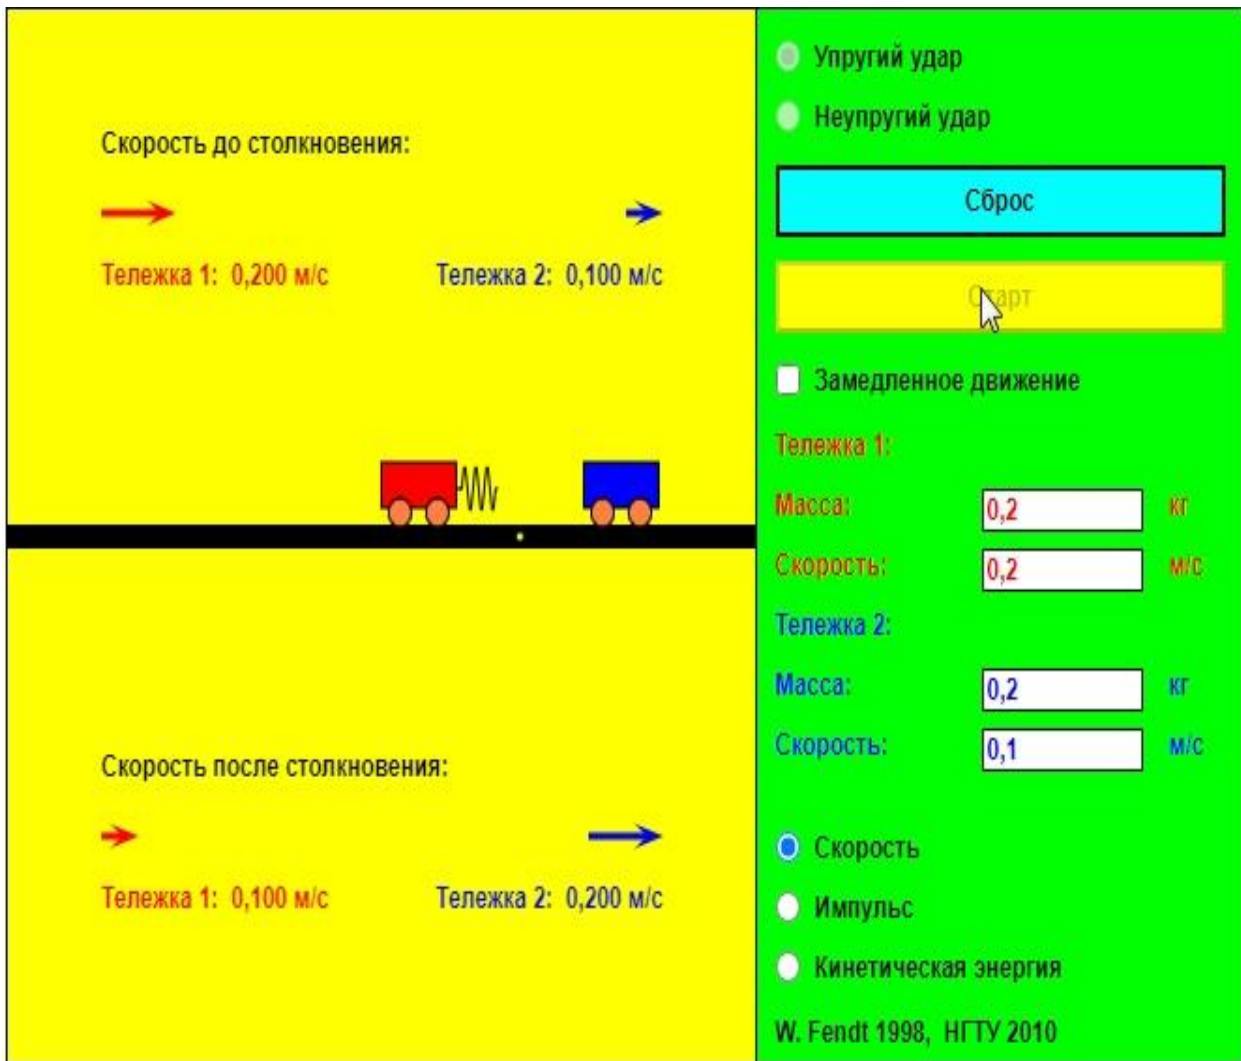 Скорость до столкновения:
Тележка 1: 0,200 м/с Тележка 2: 0,100 м/с
Скорость после столкновения:
Тележка 1: 0,100 м/с Тележка 2: 0,200 м/с
Упругий удар
Неупругий удар
Сброс
Старт
Замедленное движение
Тележка 1:
Масса: 0,2 кг
Скорость: 0,2 м/с
Тележка 2:
Масса: 0,2 кг
Скорость: 0,1 м/с
Скорость
Импульс
Кинетическая энергия
W. Fendt 1998, НГТУ 2010